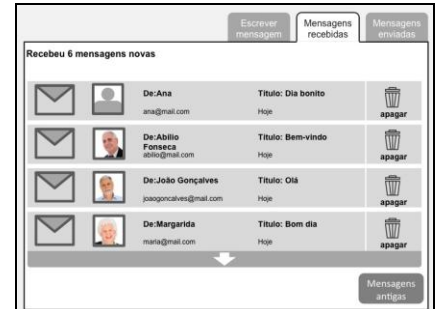 Escrever
mensagem
Mensagens
recebidas
Mensagens
enviadas
Recebeu 6 mensagens novas
De:Ana
Título: Dia bonito
ana@mail.com
Hoje
apagar
De:Abílio
Fonseca
Título: Bem-vindo
abilio@mail.com
Hoje
apagar
De:João Gonçalves
Título: Olá
joaogoncalves@mail.com
Hoje
apagar
De:Margarida
Título: Bom dia
maria@mail.com
Hoje
apagar
Mensagens
antigas